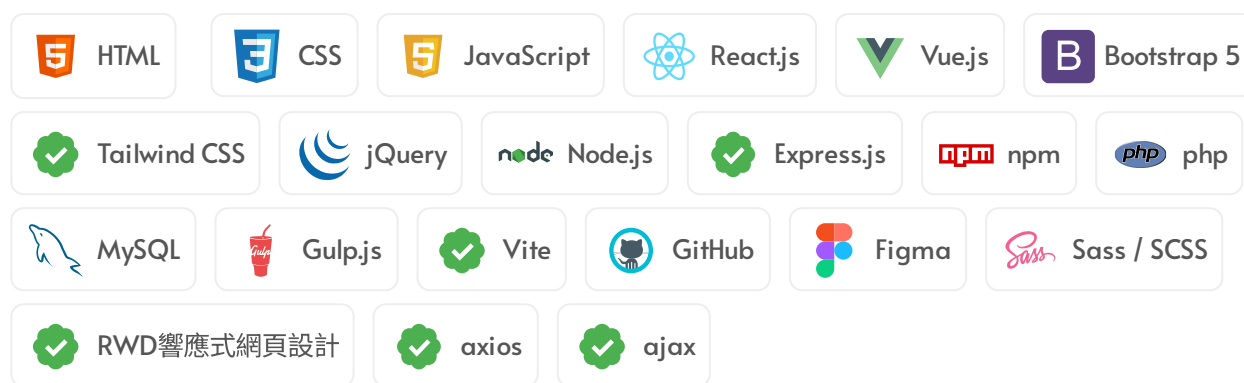 HTML CSS JavaScript React.js Vue.js Bootstrap 5
Tailwind CSS jQuery node Node.js Express.js npm npm php php
MySQL Gulp Gulp.js Vite GitHub Figma Sass Sass / SCSS
RWD響應式網頁設計 axios ajax